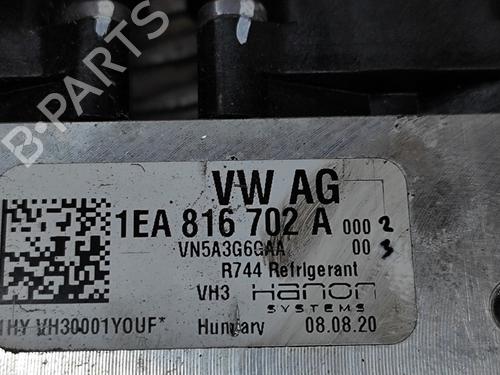 B-PARTS
VW AG
1EA 816 702 A 000 2
VN5A3G6GAA 00 3
R744 Refrigerant
VH3 Hanon
SYSTEMS
1HY VH30001YOUF* Hungary 08.08.20